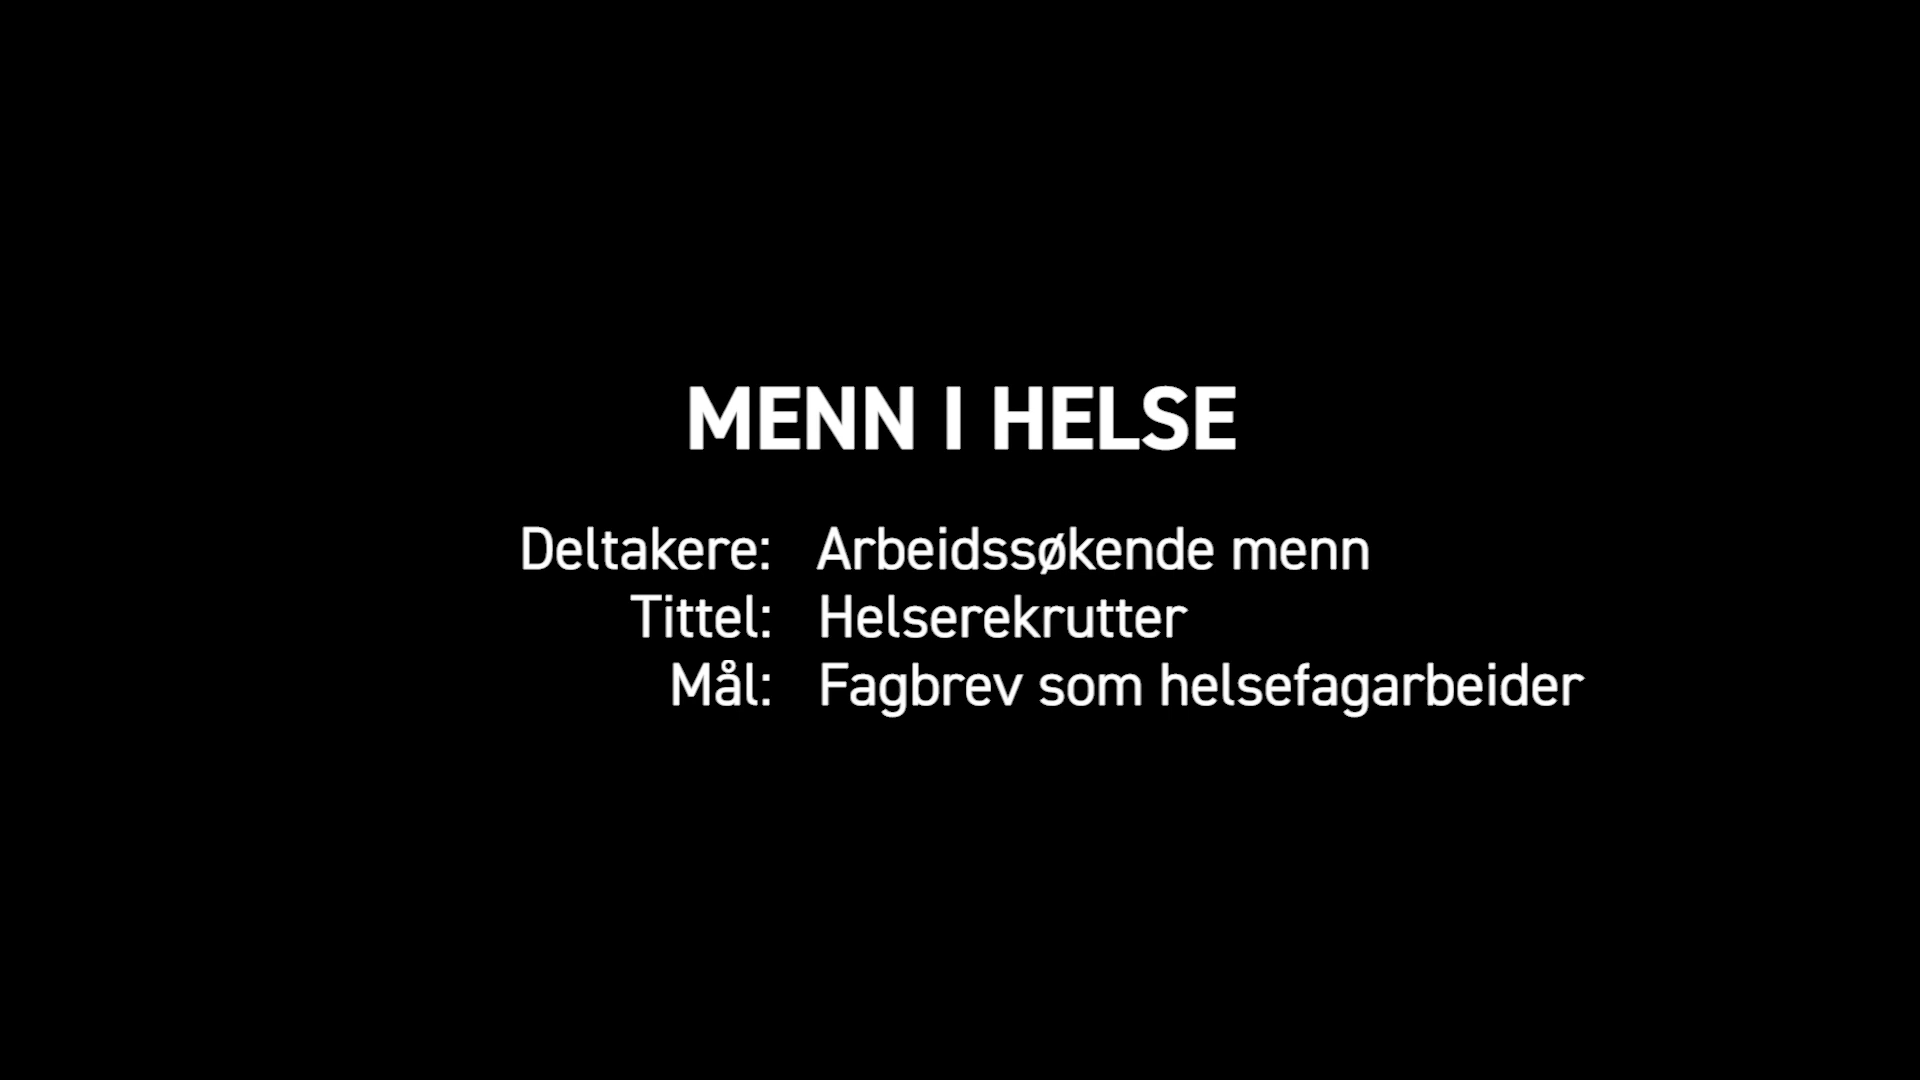 MENN I HELSE
Deltakere: Arbeidssøkende menn
Tittel: Helserekrutter
Mål: Fagbrev som helsefagarbeider